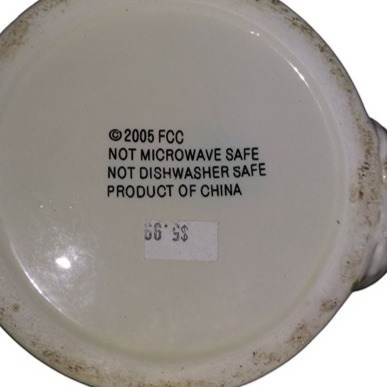 © 2005 FCC
NOT MICROWAVE SAFE
NOT DISHWASHER SAFE
PRODUCT OF CHINA
$5.99